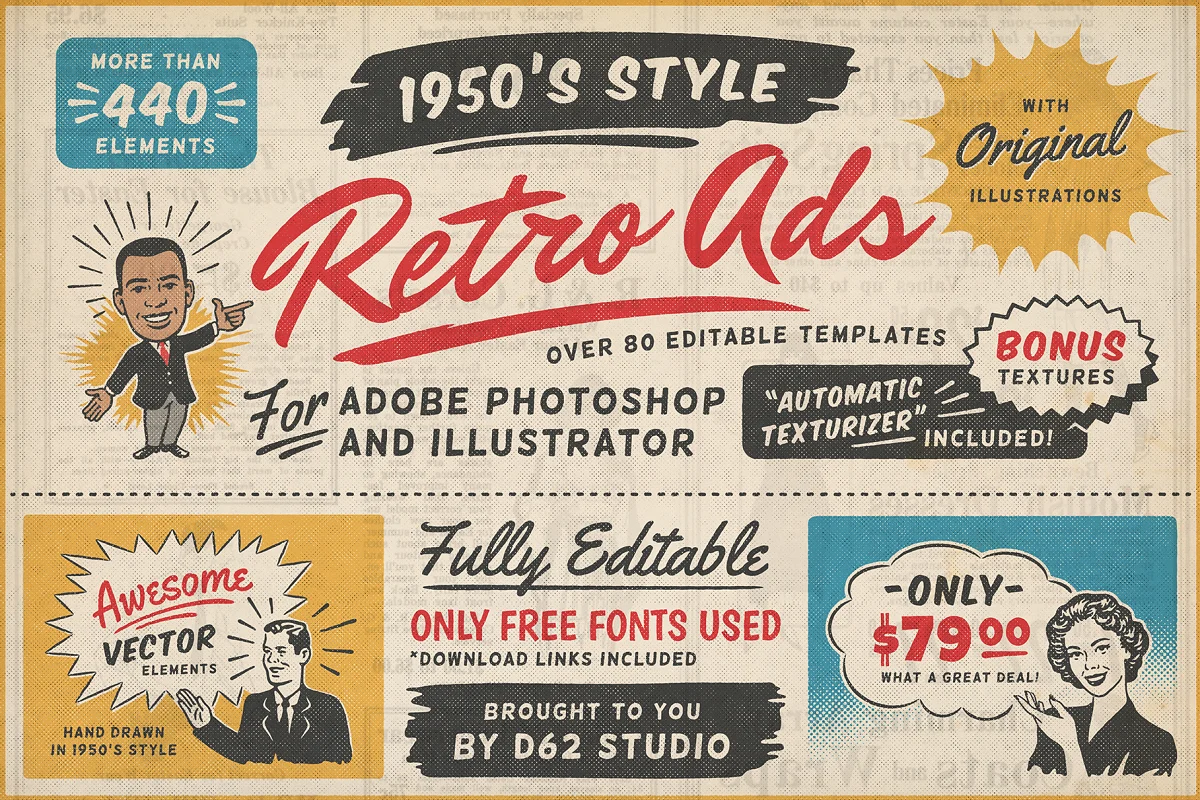 MORE THAN
440
ELEMENTS
1950'S STYLE
WITH
Original
ILLUSTRATIONS
Retro Ads
OVER 80 EDITABLE TEMPLATES
BONUS
TEXTURES
For ADOBE PHOTOSHOP
AND ILLUSTRATOR
"AUTOMATIC
TEXTURIZER"
INCLUDED!
AWESOME
VECTOR
ELEMENTS
HAND DRAWN
IN 1950'S STYLE
Fully Editable
ONLY FREE FONTS USED
*DOWNLOAD LINKS INCLUDED
BROUGHT TO YOU
BY D62 STUDIO
-ONLY-
$7900
WHAT A GREAT DEAL!